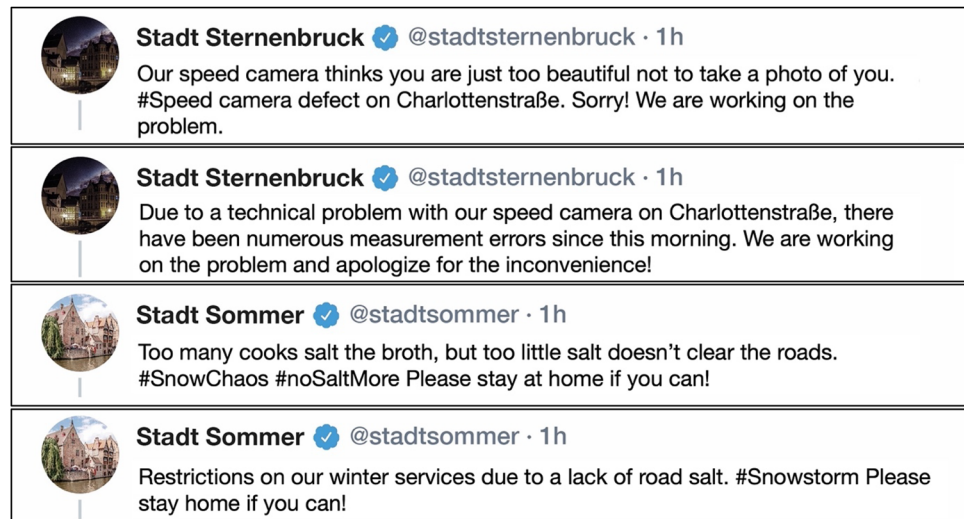 Stadt Sternenbruck @stadtsternenbruck · 1h
Our speed camera thinks you are just too beautiful not to take a photo of you.
#Speed camera defect on Charlottenstraße. Sorry! We are working on the
problem.
Stadt Sternenbruck @stadtsternenbruck · 1h
Due to a technical problem with our speed camera on Charlottenstraße, there
have been numerous measurement errors since this morning. We are working
on the problem and apologize for the inconvenience!
Stadt Sommer @stadtsommer · 1h
Too many cooks salt the broth, but too little salt doesn't clear the roads.
#SnowChaos #noSaltMore Please stay at home if you can!
Stadt Sommer @stadtsommer · 1h
Restrictions on our winter services due to a lack of road salt. #Snowstorm Please
stay home if you can!